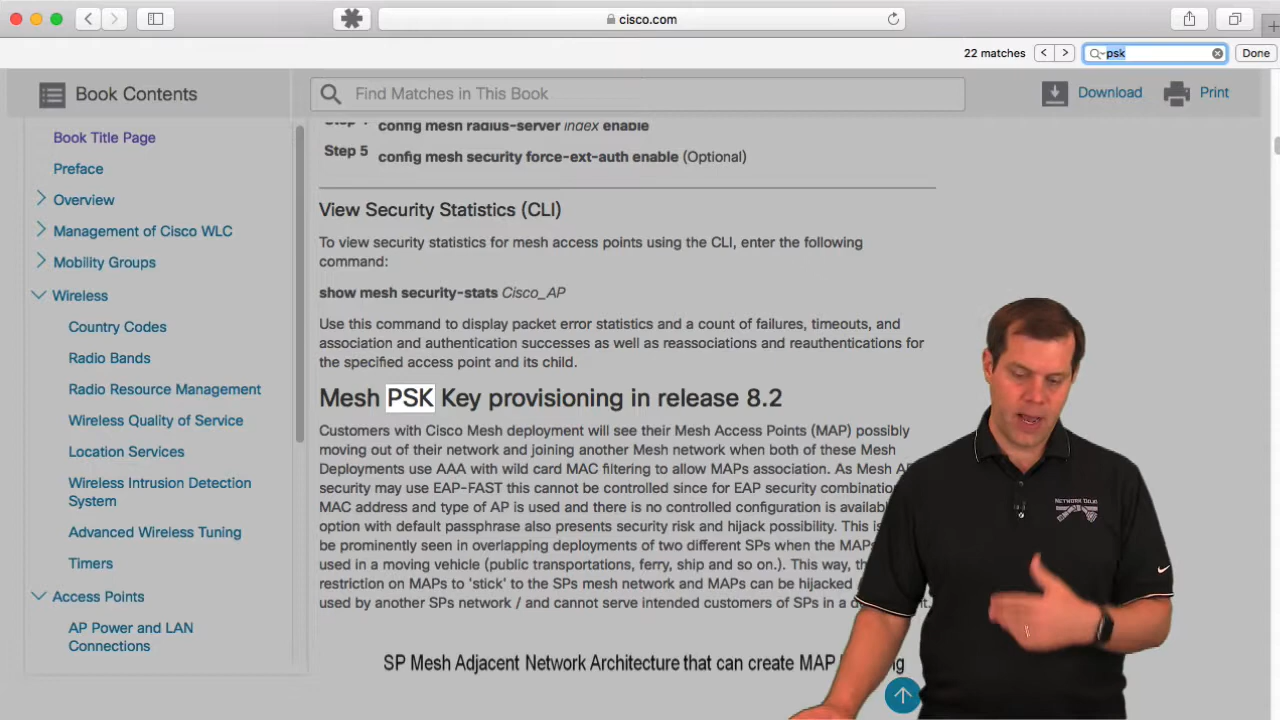 cisco.com
22 matches
psk
Done
Book Contents
Find Matches in This Book
Download
Print
Book Title Page
Preface
Overview
Management of Cisco WLC
Mobility Groups
Wireless
Country Codes
Radio Bands
Radio Resource Management
Wireless Quality of Service
Location Services
Wireless Intrusion Detection
System
Advanced Wireless Tuning
Timers
Access Points
AP Power and LAN
Connections
config mesh radius-server index enable
Step 5 config mesh security force-ext-auth enable (Optional)
View Security Statistics (CLI)
To view security statistics for mesh access points using the CLI, enter the following
command:
show mesh security-stats Cisco_AP
Use this command to display packet error statistics and a count of failures, timeouts, and
association and authentication successes as well as reassociations and reauthentications for
the specified access point and its child.
Mesh PSK Key provisioning in release 8.2
Customers with Cisco Mesh deployment will see their Mesh Access Points (MAP) possibly
moving out of their network and joining another Mesh network when both of these Mesh
Deployments use AAA with wild card MAC filtering to allow MAPs association. As Mesh
security may use EAP-FAST this cannot be controlled since for EAP security
MAC address and type of AP is used and there is no controlled configuration is
option with default passphrase also presents security risk and hijack possibility. This
be prominently seen in overlapping deployments of two different SPs when the MAPs
used in a moving vehicle (public transportations, ferry, ship and so on.). This way,
restriction on MAPs to 'stick' to the SPs mesh network and MAPs can be hijacked /
used by another SPs network / and cannot serve intended customers of SPs in a
SP Mesh Adjacent Network Architecture that can create MAP
NETWORK DOJO